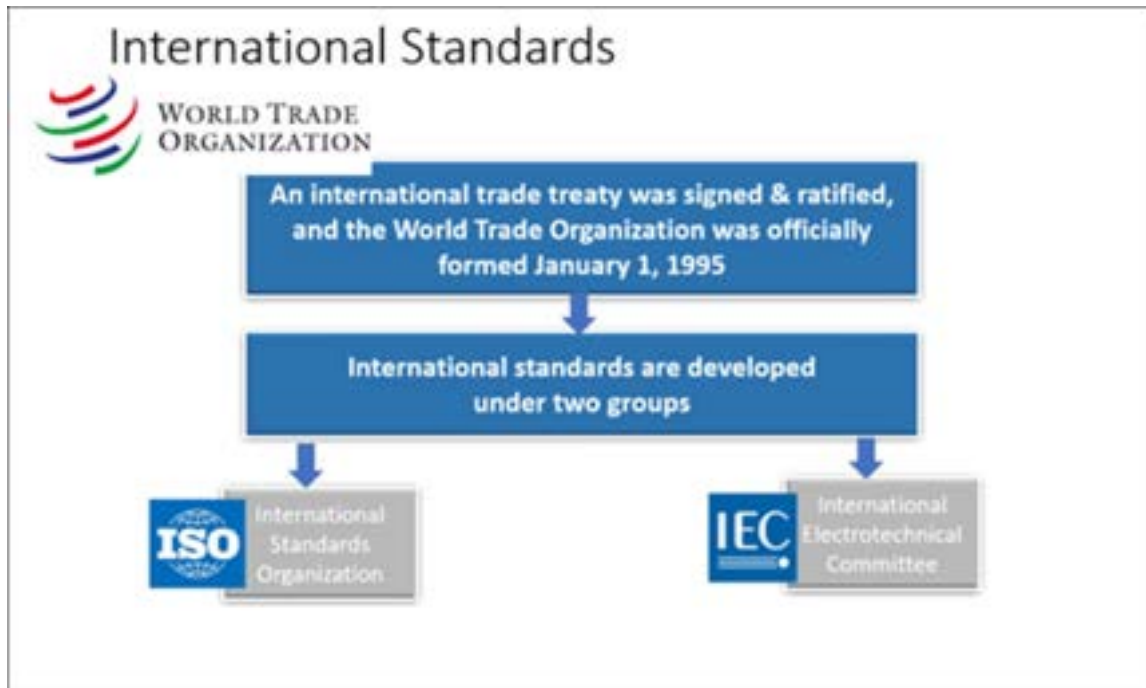 International Standards
WORLD TRADE
ORGANIZATION
An international trade treaty was signed & ratified,
and the World Trade Organization was officially
formed January 1, 1995
International standards are developed
under two groups
ISO
International
Standards
Organization
IEC
International
Electrotechnical
Committee